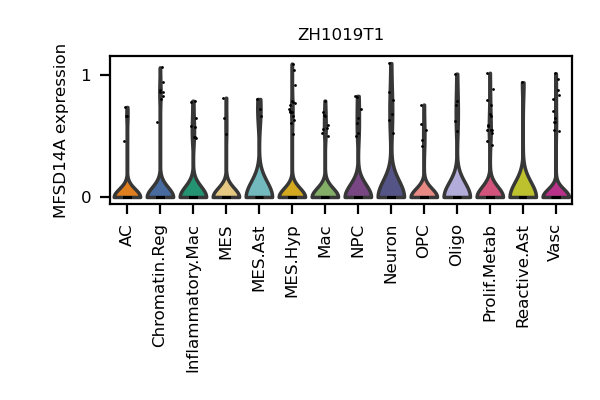 ZH1019T1
MFSD14A expression
1
0
AC
Chromatin.Reg
Inflammatory.Mac
MES
MES.Ast
MES.Hyp
Mac
NPC
Neuron
OPC
Oligo
Prolif.Metab
Reactive.Ast
Vasc